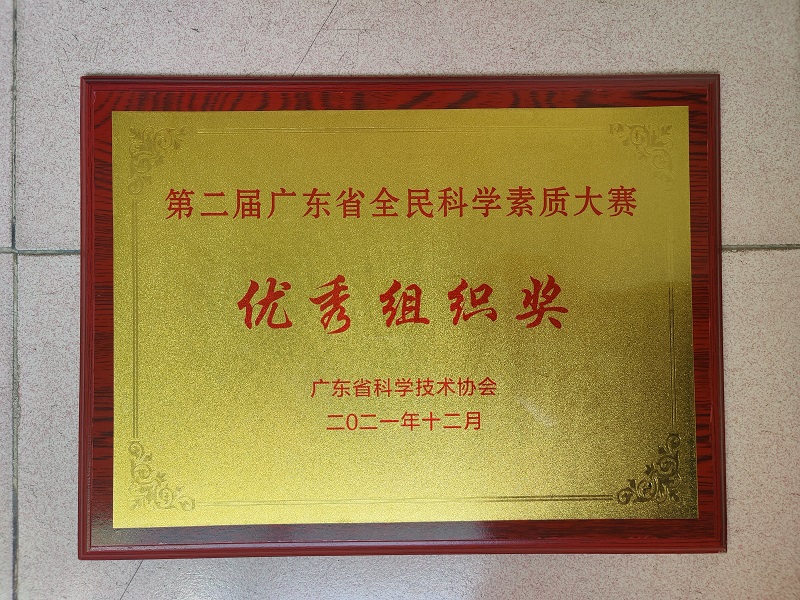 第二届广东省全民科学素质大赛
优秀组织奖
广东省科学技术协会
二0二一年十二月